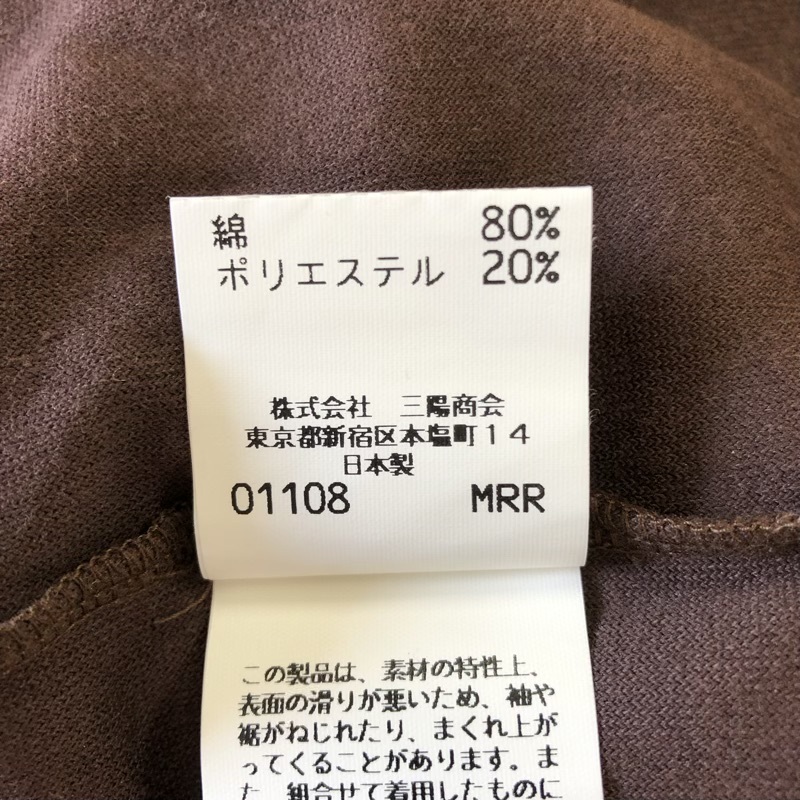 綿 80%
ポリエステル 20%
株式会社 三陽商会
東京都新宿区本塩町14
日本製
01108 MRR
この製品は、素材の特性上、
表面の滑りが悪いため、袖や
裾がねじれたり、まくれ上が
ってくることがあります。ま
た、組合せて着用したものに